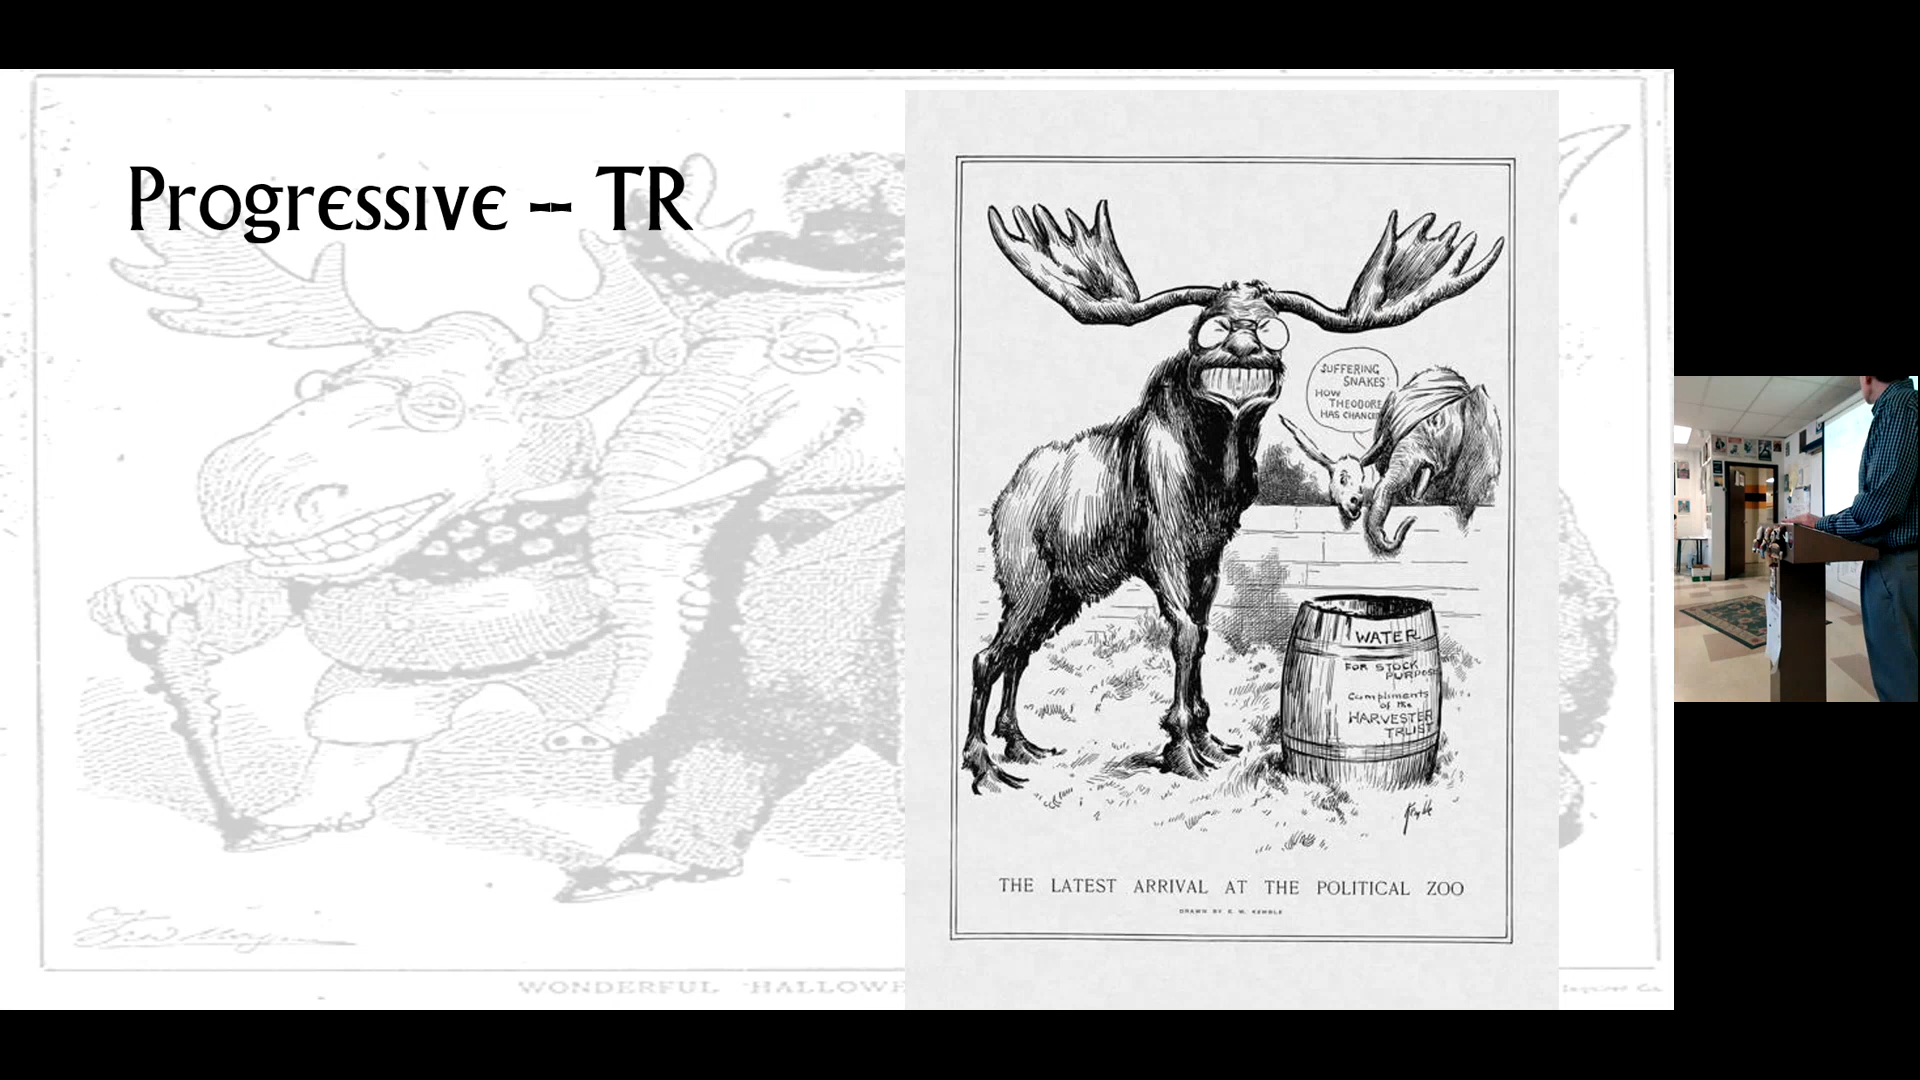 Progressive -- TR
SUFFERING
SNAKES
HOW
THEODORE
HAS CHANGED
WATER
FOR STOCK
PURPOSES
Compliments
of the
HARVESTER
TRUST
Kemble
THE LATEST ARRIVAL AT THE POLITICAL ZOO
DRAWN BY E. W. KEMBLE
WONDERFUL HALLOWE